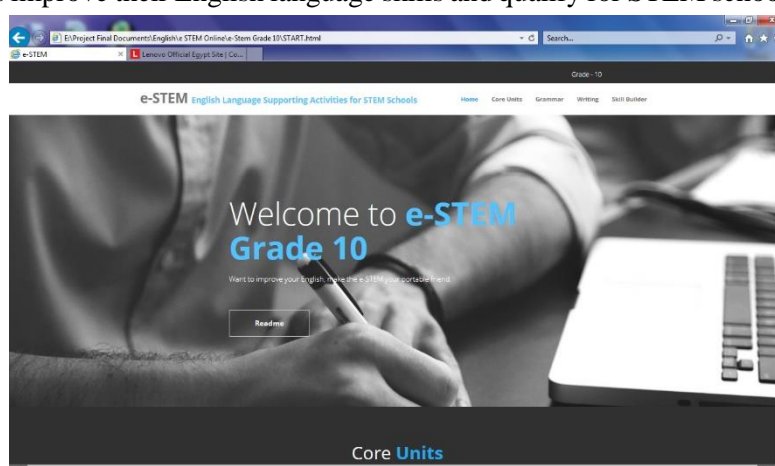 improve their English language skills and qualify for STEM schoo
E:\Project Final Documents\English\e STEM Online\e-Stem Grade 10\START.html
Search...
e-STEM
Lenovo Official Egypt Site | Co...
Grade - 10
e-STEM English Language Supporting Activities for STEM Schools
Home Core Units Grammar Writing Skill Builder
Welcome to e-STEM
Grade 10
Want to improve your English, make the e-STEM your portable friend.
Readme
Core Units